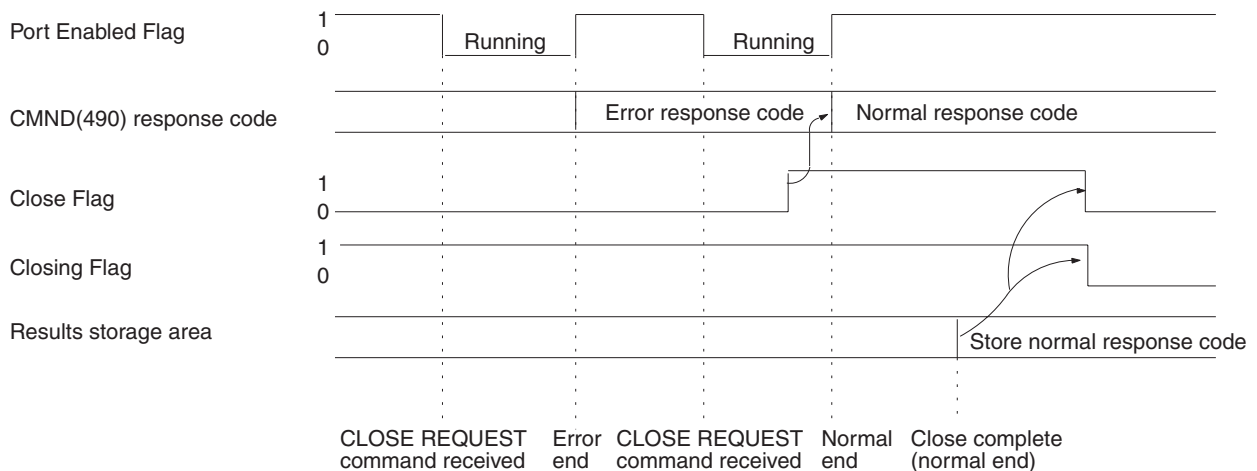 Port Enabled Flag
1
0
Running
Running
CMND(490) response code
Error response code
Normal response code
Close Flag
1
0
Closing Flag
1
0
Results storage area
Store normal response code
CLOSE REQUEST
command received
Error
end
CLOSE REQUEST
command received
Normal
end
Close complete
(normal end)